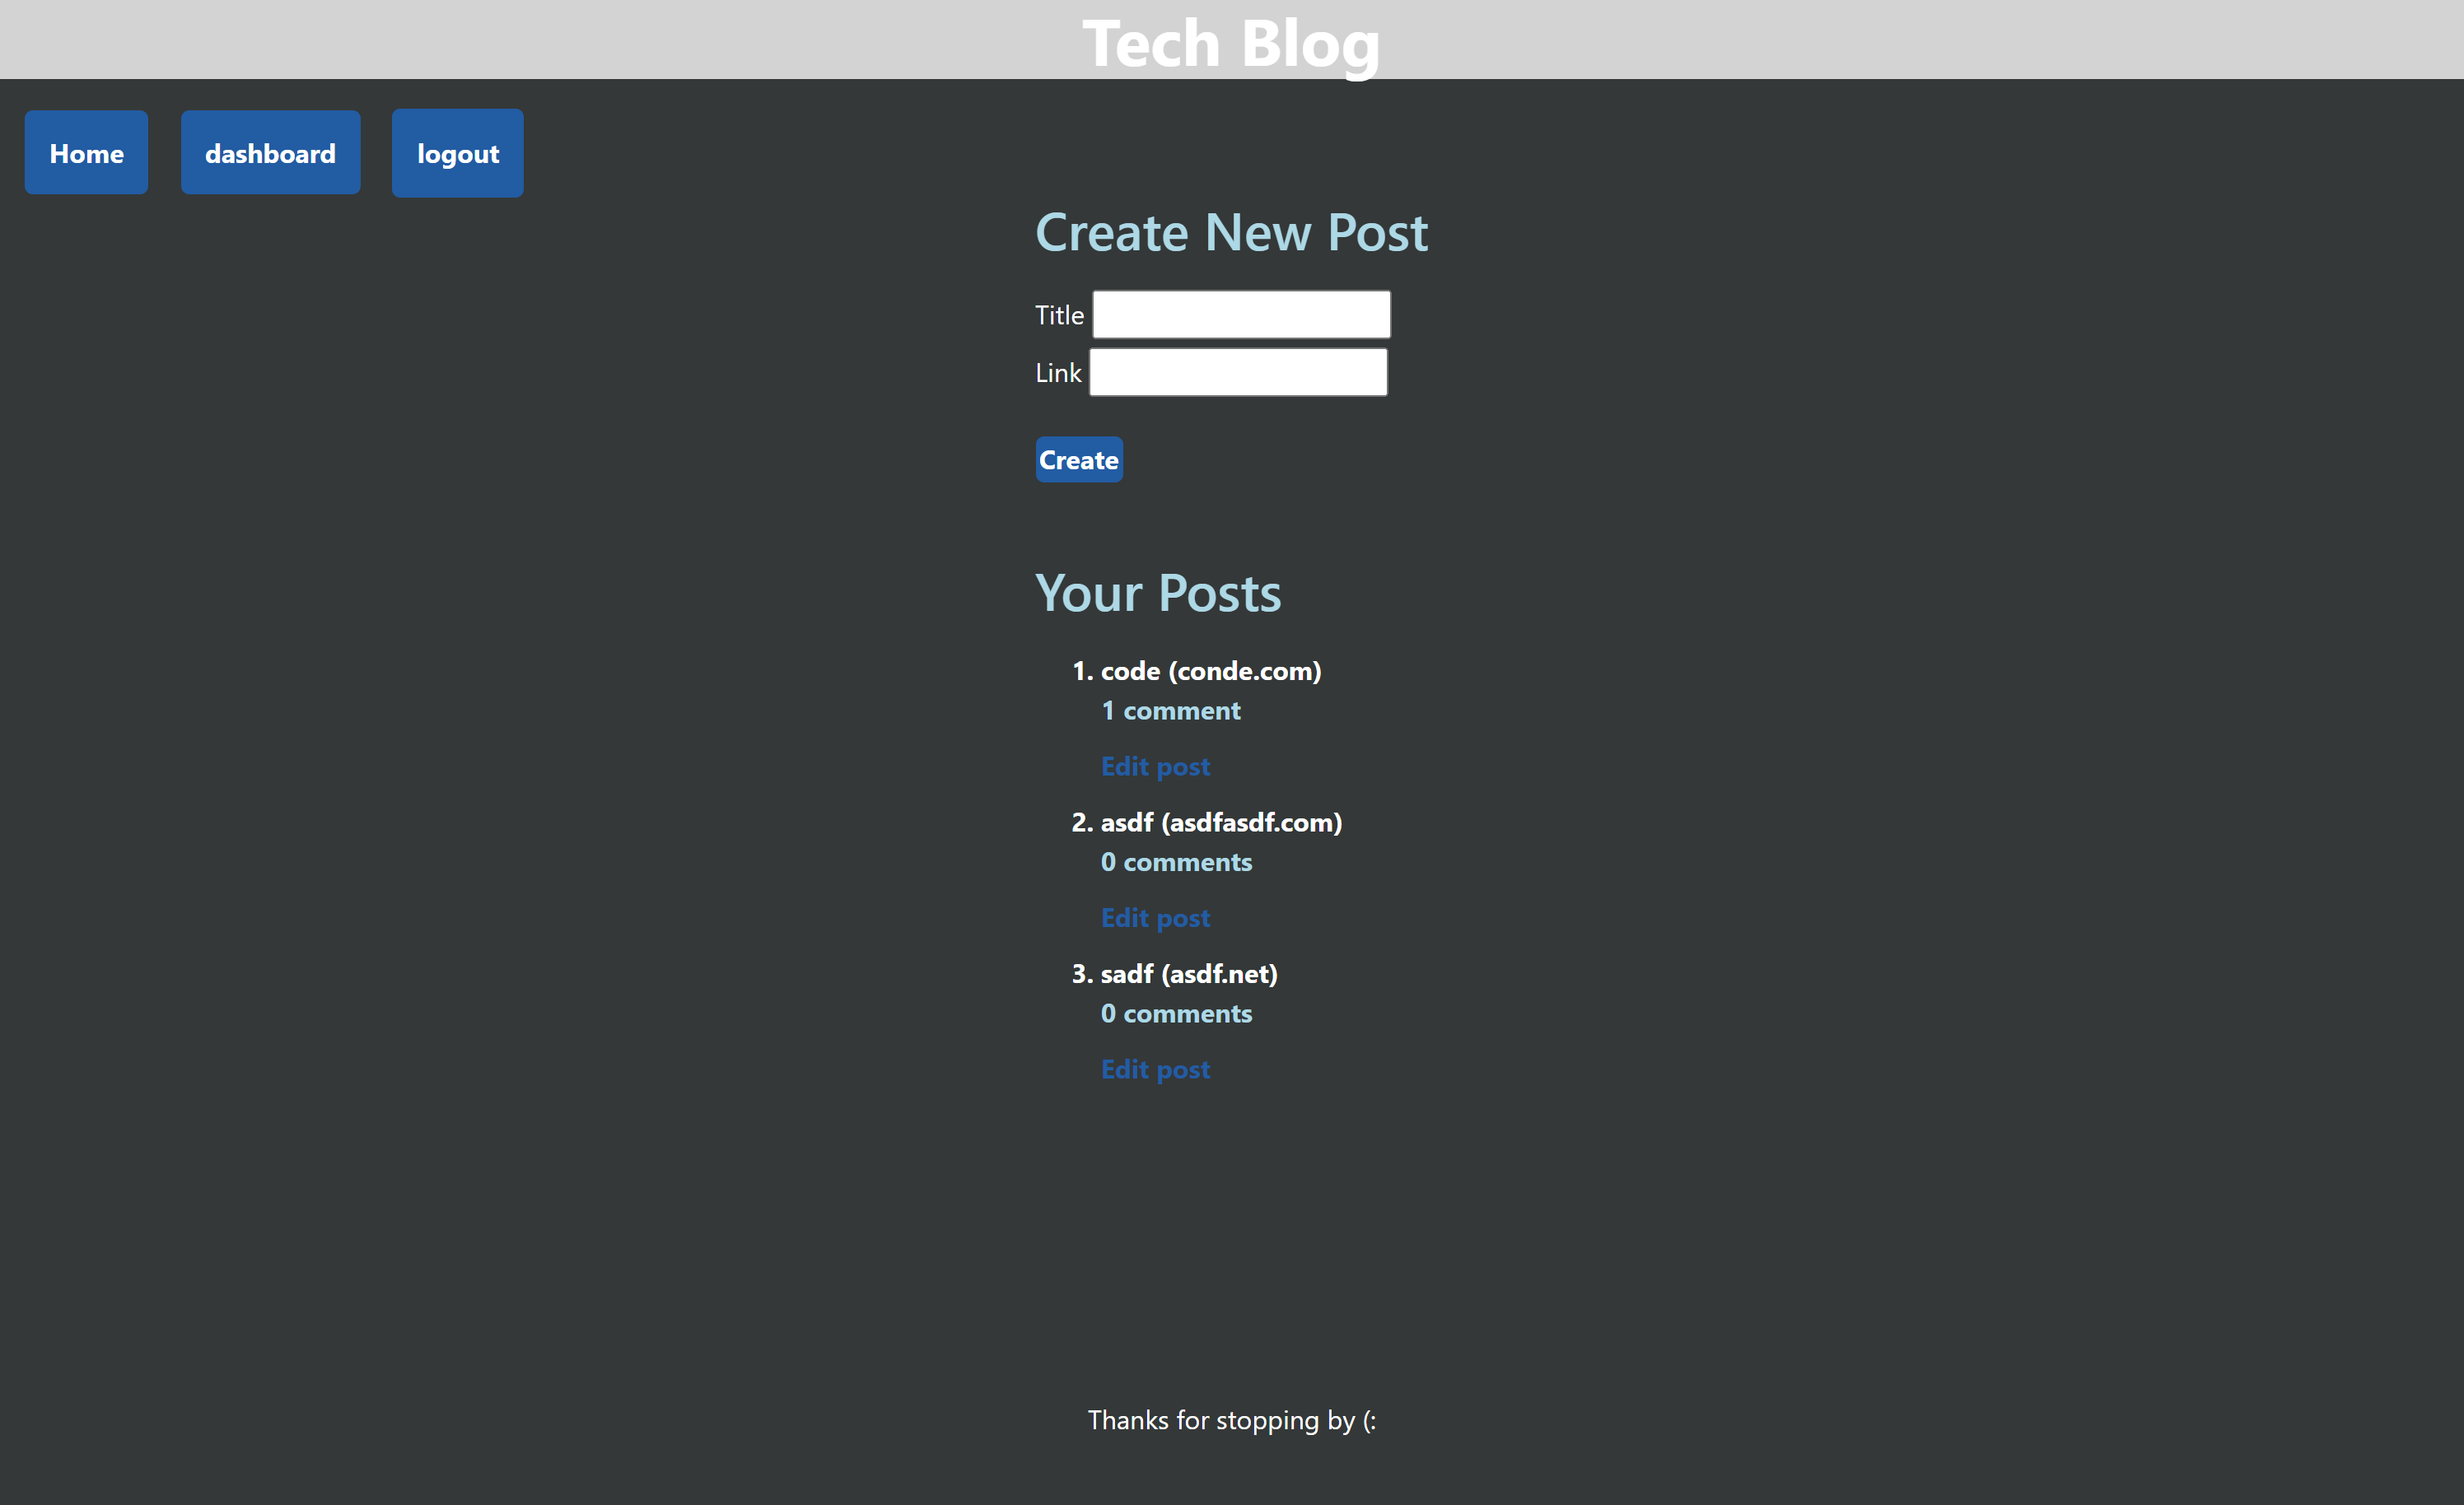 Tech Blog
Home dashboard logout
Create New Post
Title
Link
Create
Your Posts
1. code (conde.com)
1 comment
Edit post
2. asdf (asdfasdf.com)
0 comments
Edit post
3. sadf (asdf.net)
0 comments
Edit post
Thanks for stopping by (: